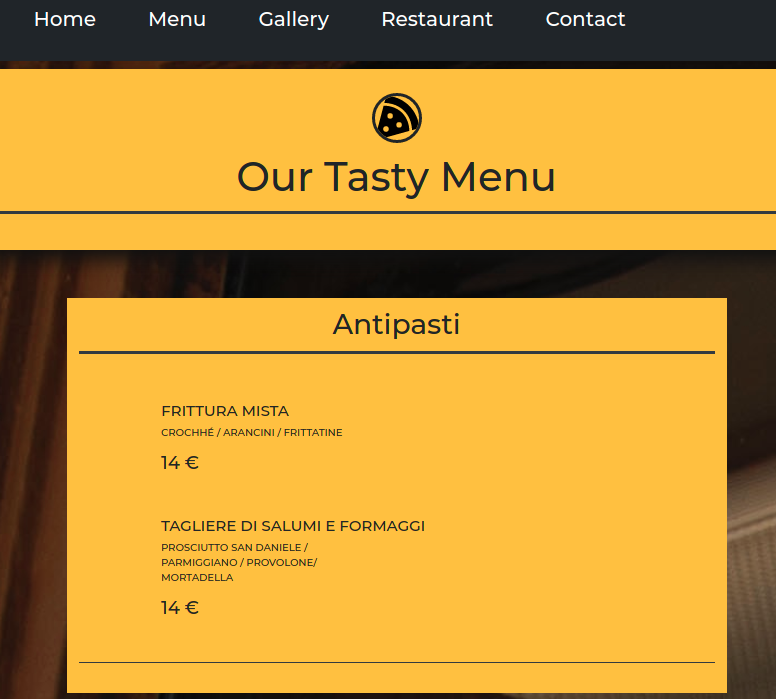 Home Menu Gallery Restaurant Contact
Our Tasty Menu
Antipasti
FRITTURA MISTA
CROCHHÉ / ARANCINI / FRITTATINE
14 €
TAGLIERE DI SALUMI E FORMAGGI
PROSCIUTTO SAN DANIELE /
PARMIGGIANO / PROVOLONE/
MORTADELLA
14 €